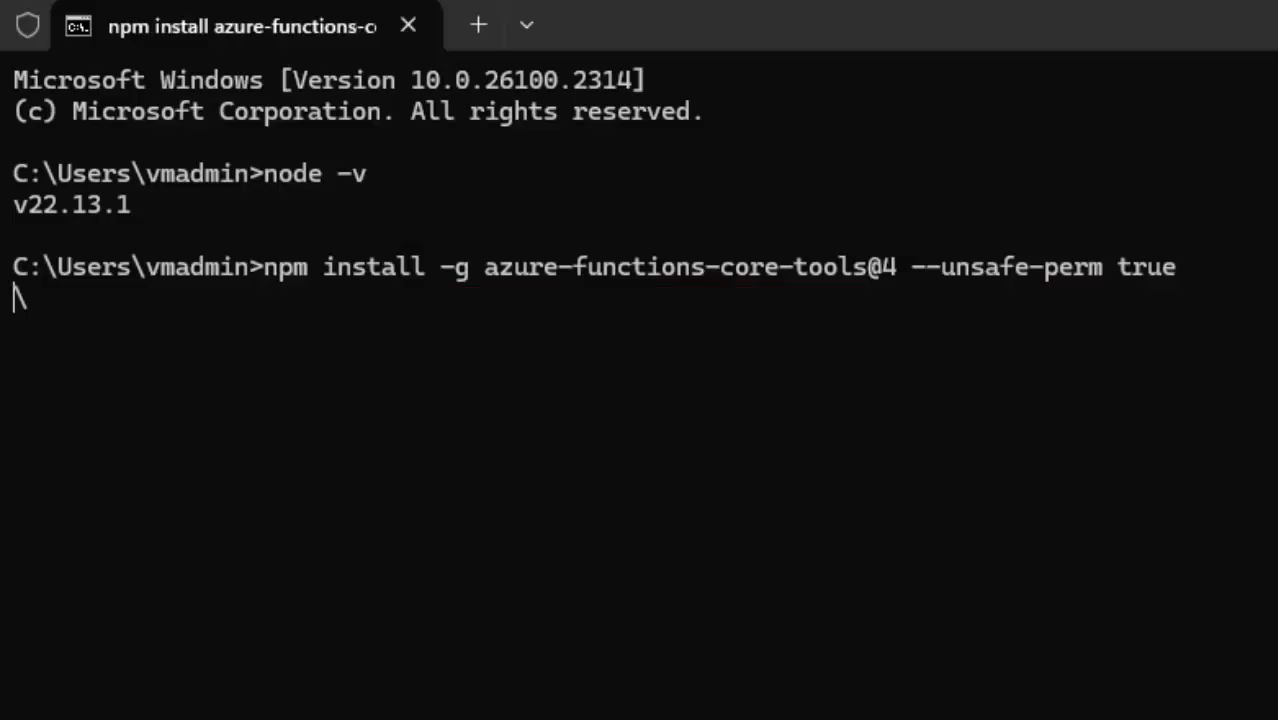 npm install azure-functions-c
Microsoft Windows [Version 10.0.26100.2314]
(c) Microsoft Corporation. All rights reserved.
C:\Users\vmadmin>node -v
v22.13.1
C:\Users\vmadmin>npm install -g azure-functions-core-tools@4 --unsafe-perm true
\